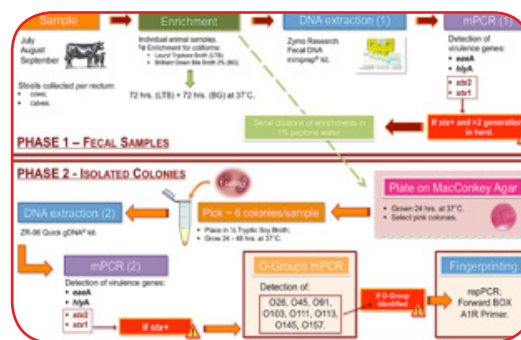 Sample
July
August
September
Stools collected per rectum:
• cows;
• calves.
Enrichment
Individual animal samples.
Enrichment for coliforms:
Lauryl Tryptose Broth (LTB)
Brilliant Green Bile Broth 2% (BG)
72 hrs. (LTB) + 72 hrs. (BG) at 37°C.
DNA extraction (1)
Zymo Research
Fecal DNA
miniprep® kit.
mPCR (1)
Detection of
virulence genes:
• eaeA
• hlyA
• stx2
• stx1
If stx+ and >2 generation
in herd.
Serial dilutions of enrichments in
1% peptone water.
PHASE 1 – FECAL SAMPLES
PHASE 2 - ISOLATED COLONIES
Plate on MacConkey Agar
• Grown 24 hrs. at 37°C.
• Select pink colonies.
Pick ~ 6 colonies/sample
• Place in ½ Tryptic Soy Broth;
• Grow 24 - 48 hrs. at 37°C.
DNA extraction (2)
ZR-96 Quick gDNA® kit.
mPCR (2)
Detection of virulence genes:
• eaeA
• hlyA
• stx2
• stx1
If stx+
O-Groups mPCR
Detection of:
O26, O45, O91,
O103, O111, O113,
O145, O157.
If O-Group
Identified
Fingerprinting
repPCR;
Forward BOX
A1R Primer.